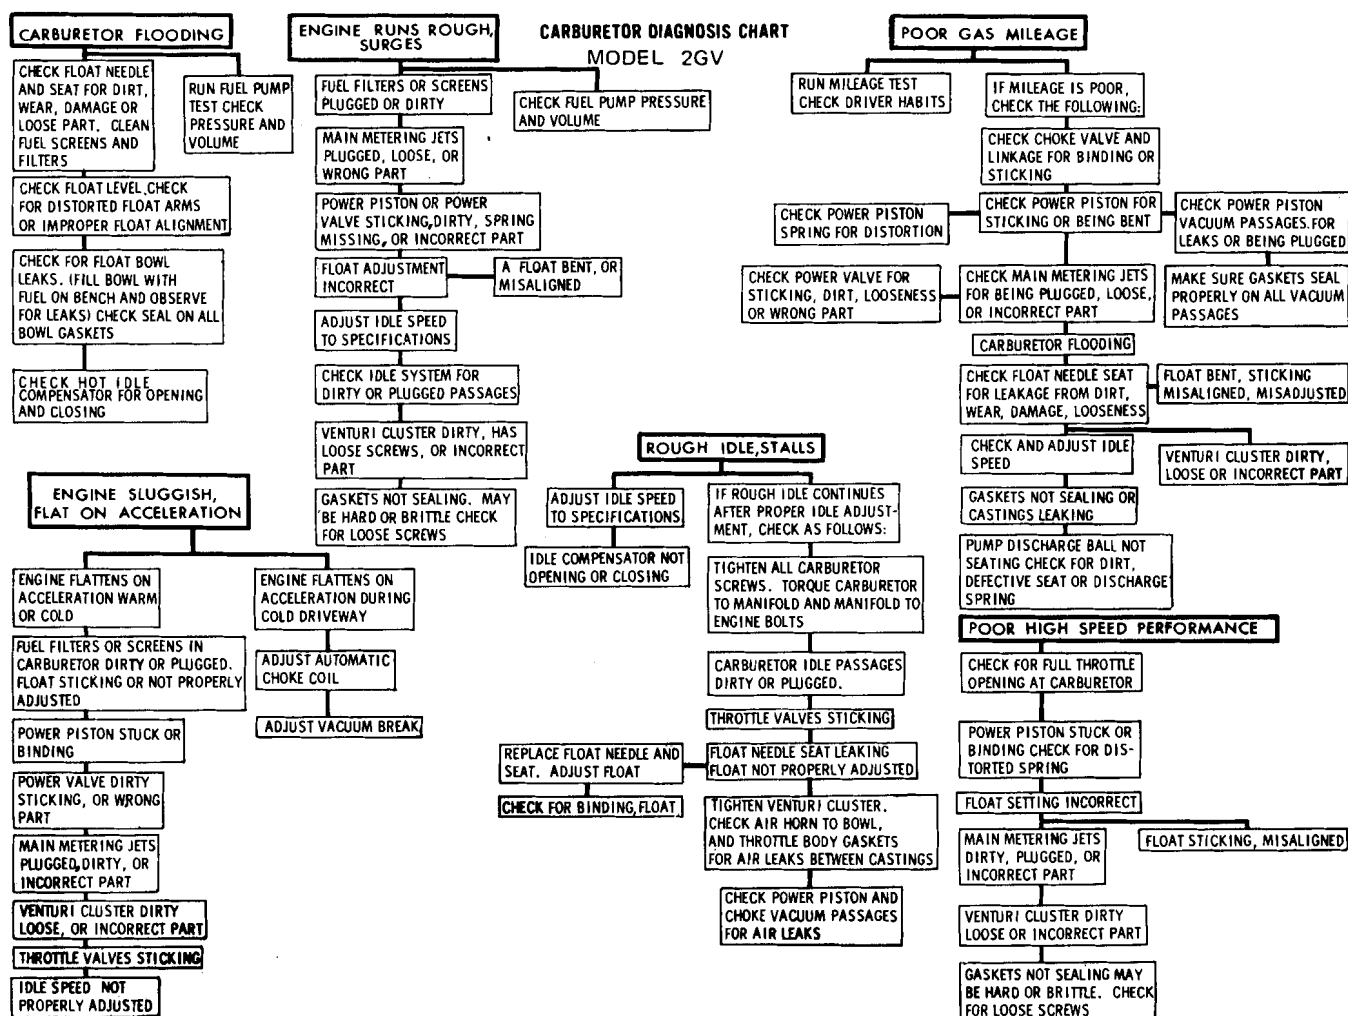 CARBURETOR DIAGNOSIS CHART
MODEL 2GV
CARBURETOR FLOODING
CHECK FLOAT NEEDLE
AND SEAT FOR DIRT,
WEAR, DAMAGE OR
LOOSE PART. CLEAN
FUEL SCREENS AND
FILTERS
RUN FUEL PUMP
TEST CHECK
PRESSURE AND
VOLUME
CHECK FLOAT LEVEL,CHECK
FOR DISTORTED FLOAT ARMS
OR IMPROPER FLOAT ALIGNMENT
CHECK FOR FLOAT BOWL
LEAKS. (FILL BOWL WITH
FUEL ON BENCH AND OBSERVE
FOR LEAKS) CHECK SEAL ON ALL
BOWL GASKETS
CHECK HOT IDLE
COMPENSATOR FOR OPENING
AND CLOSING
ENGINE SLUGGISH,
FLAT ON ACCELERATION
ENGINE FLATTENS ON
ACCELERATION WARM
OR COLD
FUEL FILTERS OR SCREENS IN
CARBURETOR DIRTY OR PLUGGED.
FLOAT STICKING OR NOT PROPERLY
ADJUSTED
POWER PISTON STUCK OR
BINDING
POWER VALVE DIRTY
STICKING, OR WRONG
PART
MAIN METERING JETS
PLUGGED,DIRTY, OR
INCORRECT PART
VENTURI CLUSTER DIRTY
LOOSE, OR INCORRECT PART
THROTTLE VALVES STICKING
IDLE SPEED NOT
PROPERLY ADJUSTED
ENGINE FLATTENS ON
ACCELERATION DURING
COLD DRIVEWAY
ADJUST AUTOMATIC
CHOKE COIL
ADJUST VACUUM BREAK
ENGINE RUNS ROUGH,
SURGES
FUEL FILTERS OR SCREENS
PLUGGED OR DIRTY
CHECK FUEL PUMP PRESSURE
AND VOLUME
MAIN METERING JETS
PLUGGED, LOOSE, OR
WRONG PART
POWER PISTON OR POWER
VALVE STICKING,DIRTY, SPRING
MISSING, OR INCORRECT PART
FLOAT ADJUSTMENT
INCORRECT
A FLOAT BENT, OR
MISALIGNED
ADJUST IDLE SPEED
TO SPECIFICATIONS
CHECK IDLE SYSTEM FOR
DIRTY OR PLUGGED PASSAGES
VENTURI CLUSTER DIRTY, HAS
LOOSE SCREWS, OR INCORRECT
PART
GASKETS NOT SEALING. MAY
BE HARD OR BRITTLE CHECK
FOR LOOSE SCREWS
ROUGH IDLE,STALLS
ADJUST IDLE SPEED
TO SPECIFICATIONS
IDLE COMPENSATOR NOT
OPENING OR CLOSING
IF ROUGH IDLE CONTINUES
AFTER PROPER IDLE ADJUST-
MENT, CHECK AS FOLLOWS:
TIGHTEN ALL CARBURETOR
SCREWS. TORQUE CARBURETOR
TO MANIFOLD AND MANIFOLD TO
ENGINE BOLTS
CARBURETOR IDLE PASSAGES
DIRTY OR PLUGGED.
THROTTLE VALVES STICKING
FLOAT NEEDLE SEAT LEAKING
FLOAT NOT PROPERLY ADJUSTED
REPLACE FLOAT NEEDLE AND
SEAT. ADJUST FLOAT
CHECK FOR BINDING,FLOAT
TIGHTEN VENTURI CLUSTER.
CHECK AIR HORN TO BOWL,
AND THROTTLE BODY GASKETS
FOR AIR LEAKS BETWEEN CASTINGS
CHECK POWER PISTON AND
CHOKE VACUUM PASSAGES
FOR AIR LEAKS
POOR GAS MILEAGE
RUN MILEAGE TEST
CHECK DRIVER HABITS
IF MILEAGE IS POOR,
CHECK THE FOLLOWING:
CHECK CHOKE VALVE AND
LINKAGE FOR BINDING OR
STICKING
CHECK POWER PISTON
SPRING FOR DISTORTION
CHECK POWER PISTON FOR
STICKING OR BEING BENT
CHECK POWER PISTON
VACUUM PASSAGES.FOR
LEAKS OR BEING PLUGGED
MAKE SURE GASKETS SEAL
PROPERLY ON ALL VACUUM
PASSAGES
CHECK POWER VALVE FOR
STICKING, DIRT, LOOSENESS
OR WRONG PART
CHECK MAIN METERING JETS
FOR BEING PLUGGED, LOOSE,
OR INCORRECT PART
CARBURETOR FLOODING
CHECK FLOAT NEEDLE SEAT
FOR LEAKAGE FROM DIRT,
WEAR, DAMAGE, LOOSENESS
FLOAT BENT, STICKING
MISALIGNED, MISADJUSTED
CHECK AND ADJUST IDLE
SPEED
VENTURI CLUSTER DIRTY,
LOOSE OR INCORRECT PART
GASKETS NOT SEALING OR
CASTINGS LEAKING
PUMP DISCHARGE BALL NOT
SEATING CHECK FOR DIRT,
DEFECTIVE SEAT OR DISCHARGE
SPRING
POOR HIGH SPEED PERFORMANCE
CHECK FOR FULL THROTTLE
OPENING AT CARBURETOR
POWER PISTON STUCK OR
BINDING CHECK FOR DIS-
TORTED SPRING
FLOAT SETTING INCORRECT
FLOAT STICKING, MISALIGNED
MAIN METERING JETS
DIRTY, PLUGGED, OR
INCORRECT PART
VENTURI CLUSTER DIRTY
LOOSE OR INCORRECT PART
GASKETS NOT SEALING MAY
BE HARD OR BRITTLE. CHECK
FOR LOOSE SCREWS